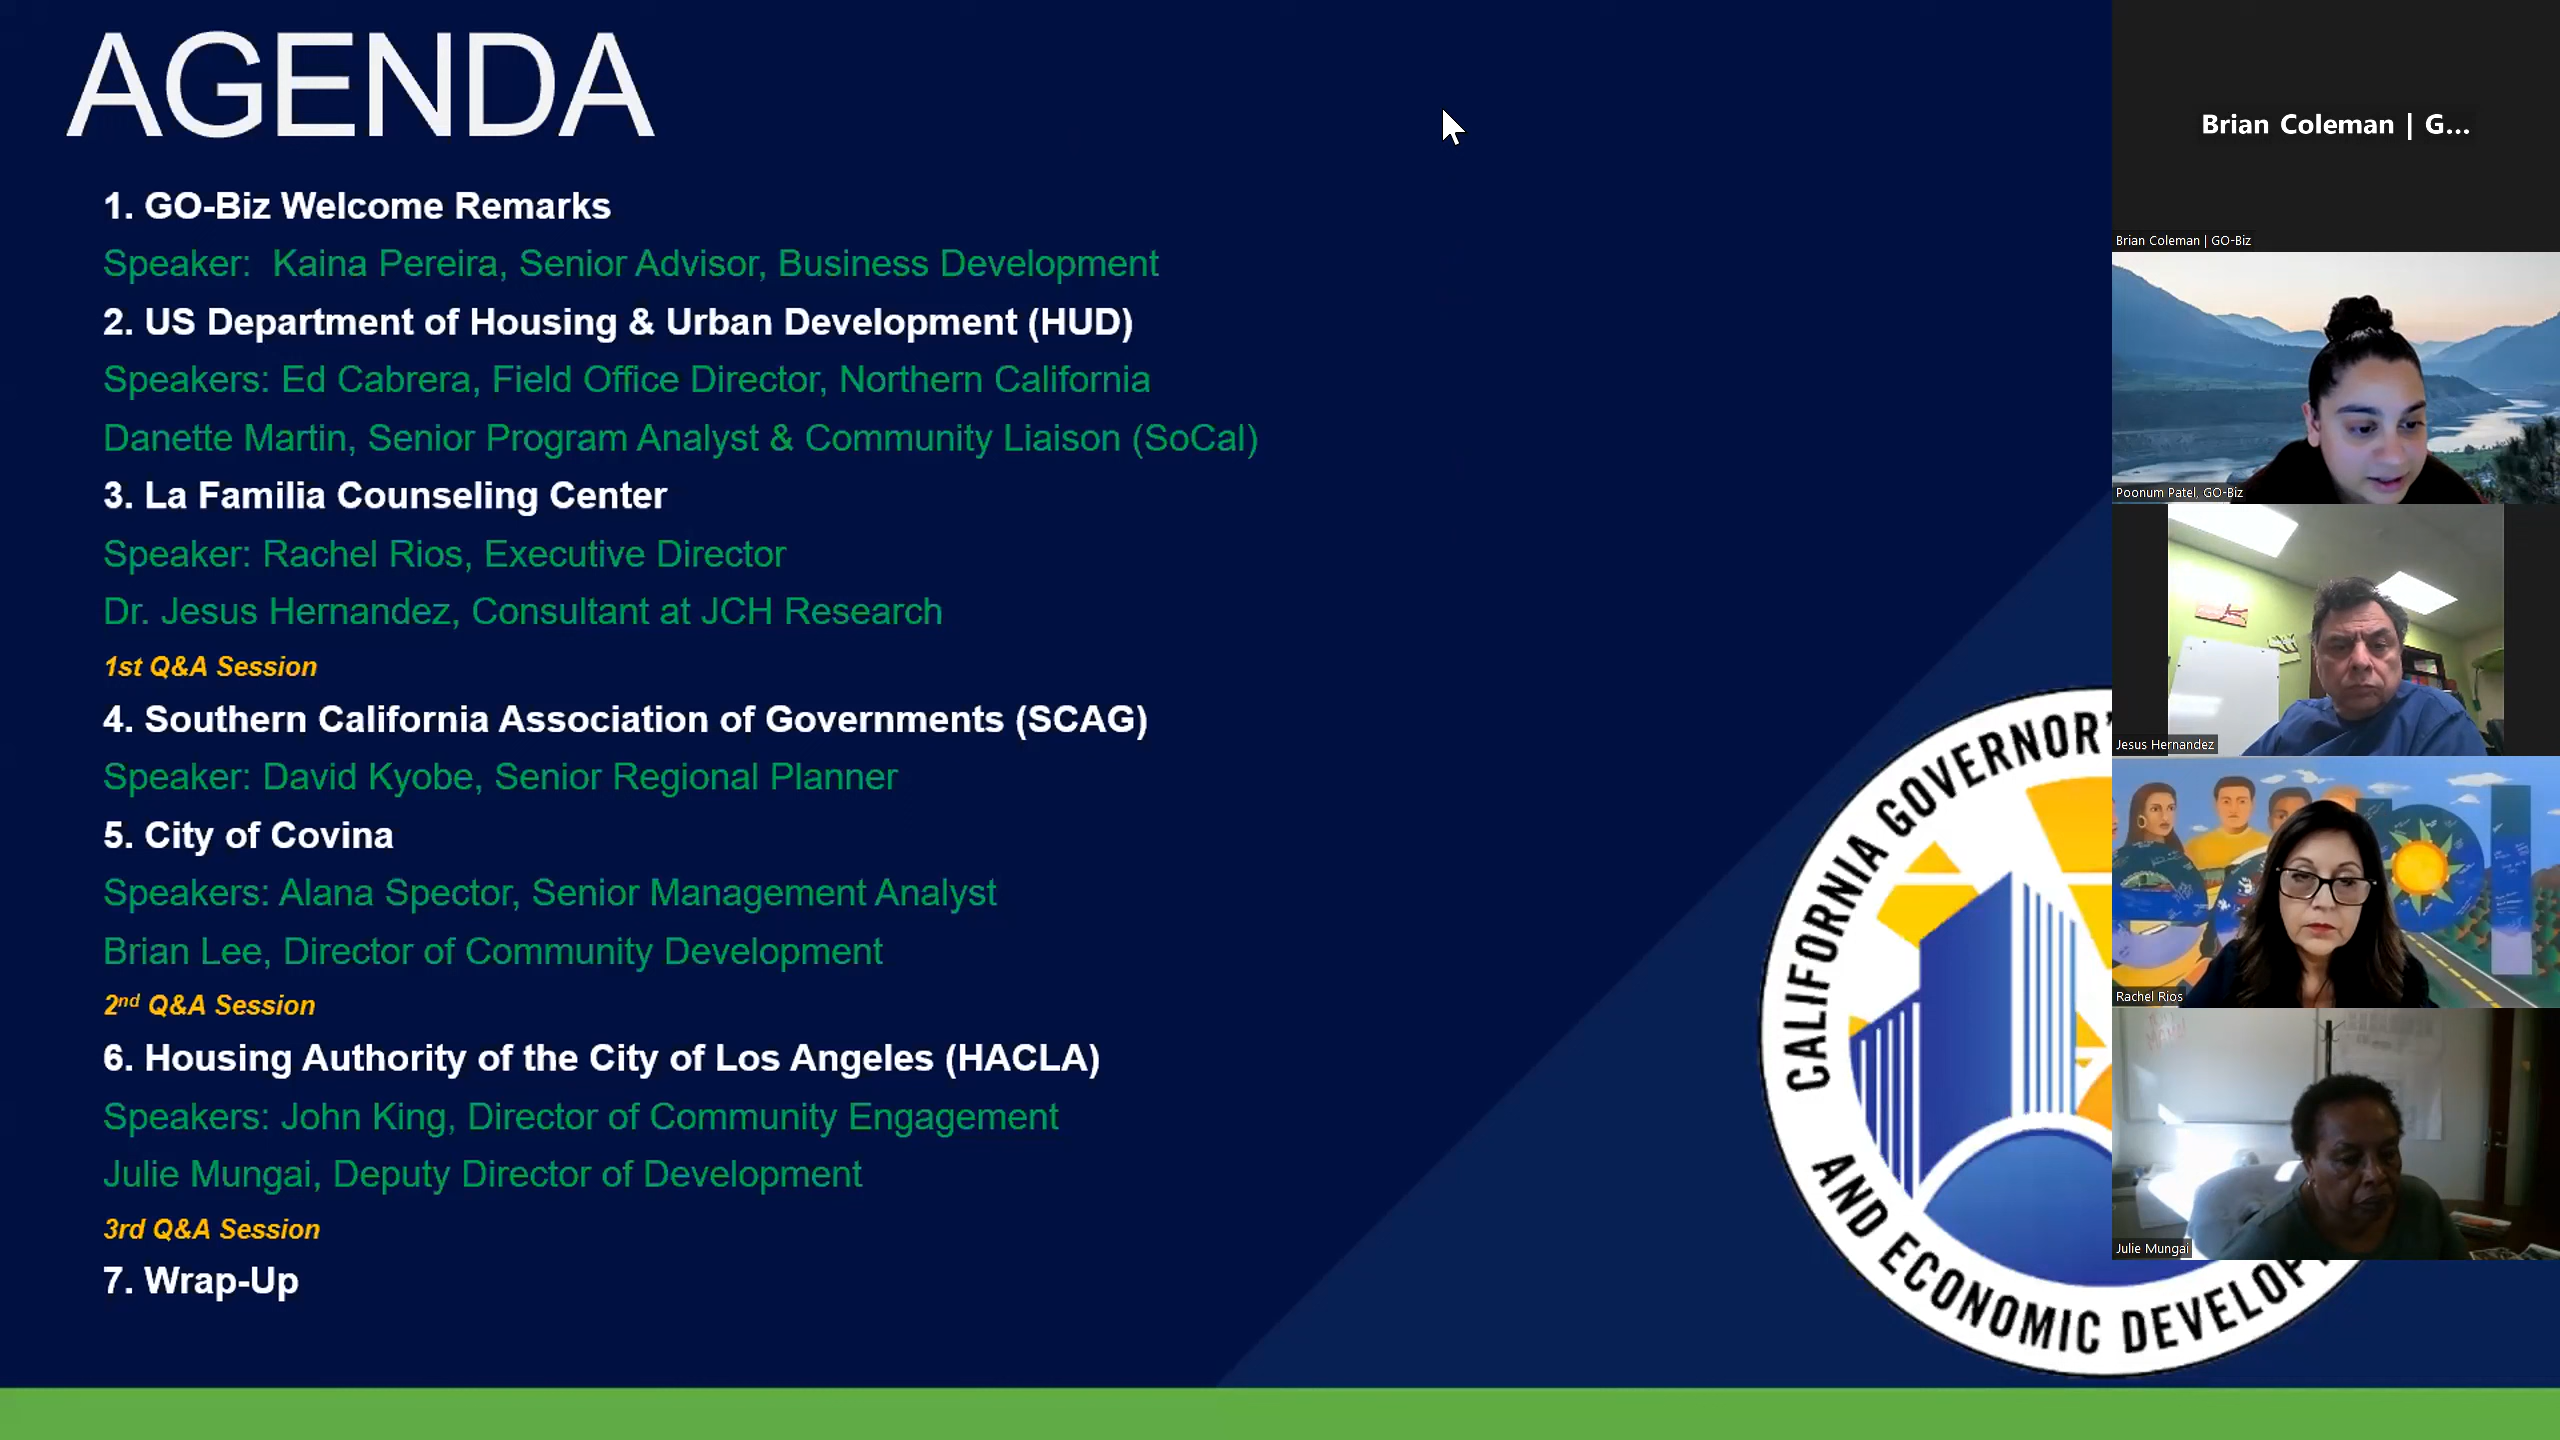 AGENDA
1. GO-Biz Welcome Remarks
Speaker:  Kaina Pereira, Senior Advisor, Business Development
2. US Department of Housing & Urban Development (HUD)
Speakers: Ed Cabrera, Field Office Director, Northern California
Danette Martin, Senior Program Analyst & Community Liaison (SoCal)
3. La Familia Counseling Center
Speaker: Rachel Rios, Executive Director
Dr. Jesus Hernandez, Consultant at JCH Research
1st Q&A Session
4. Southern California Association of Governments (SCAG)
Speaker: David Kyobe, Senior Regional Planner
5. City of Covina
Speakers: Alana Spector, Senior Management Analyst
Brian Lee, Director of Community Development
2nd Q&A Session
6. Housing Authority of the City of Los Angeles (HACLA)
Speakers: John King, Director of Community Engagement
Julie Mungai, Deputy Director of Development
3rd Q&A Session
7. Wrap-Up
CALIFORNIA GOVERNOR'
AND ECONOMIC DEVELOP
Brian Coleman | G...
Brian Coleman | GO-Biz
Poonum Patel, GO-Biz
Jesus Hernandez
Rachel Rios
Julie Mungai